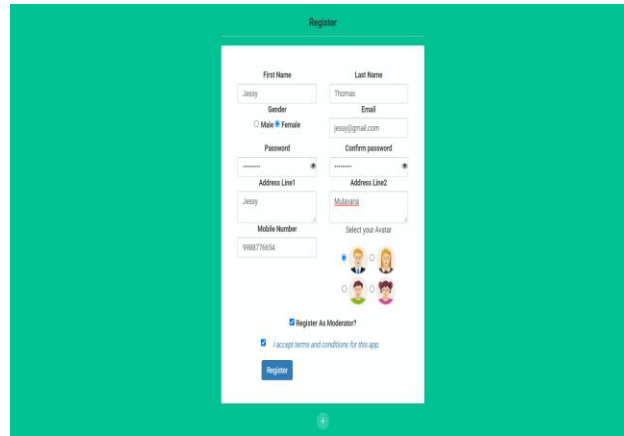 Register
First Name Last Name
Jessy Thomas
Gender Email
Male Female jessy@gmail.com
Password Confirm password
Address Line1 Address Line2
Jessy Mulavana
Mobile Number Select your Avatar
9988776654
Register As Moderator?
I accept terms and conditions for this app.
Register
+